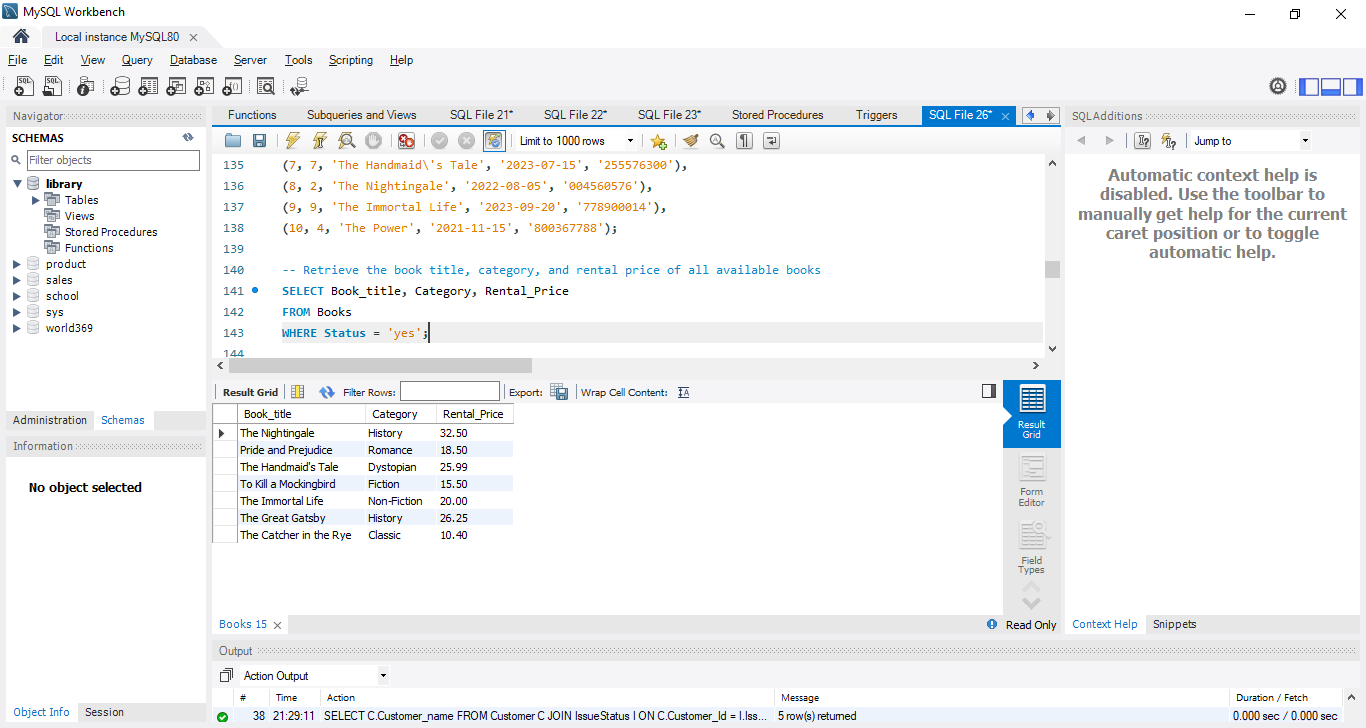 MySQL Workbench
Local instance MySQL80
File Edit View Query Database Server Tools Scripting Help
Navigator
SCHEMAS
Filter objects
library
Tables
Views
Stored Procedures
Functions
product
sales
school
sys
world369
Administration Schemas
Information
No object selected
Object Info Session
Functions Subqueries and Views SQL File 21* SQL File 22* SQL File 23* Stored Procedures Triggers SQL File 26*
Limit to 1000 rows
135 (7, 7, 'The Handmaid\'s Tale', '2023-07-15', '255576300'),
136 (8, 2, 'The Nightingale', '2022-08-05', '004560576'),
137 (9, 9, 'The Immortal Life', '2023-09-20', '778900014'),
138 (10, 4, 'The Power', '2021-11-15', '800367788');
139
140 -- Retrieve the book title, category, and rental price of all available books
141 SELECT Book_title, Category, Rental_Price
142 FROM Books
143 WHERE Status = 'yes';
144
Result Grid Filter Rows: Export: Wrap Cell Content:
Book_title Category Rental_Price
The Nightingale History 32.50
Pride and Prejudice Romance 18.50
The Handmaid's Tale Dystopian 25.99
To Kill a Mockingbird Fiction 15.50
The Immortal Life Non-Fiction 20.00
The Great Gatsby History 26.25
The Catcher in the Rye Classic 10.40
Result
Grid
Form
Editor
Field
Types
Books 15
Read Only
Output
Action Output
# Time Action Message Duration / Fetch
38 21:29:11 SELECT C.Customer_name FROM Customer C JOIN IssueStatus I ON C.Customer_Id = I.Iss... 5 row(s) returned 0.000 sec / 0.000 sec
SQLAdditions
Jump to
Automatic context help is
disabled. Use the toolbar to
manually get help for the current
caret position or to toggle
automatic help.
Context Help Snippets